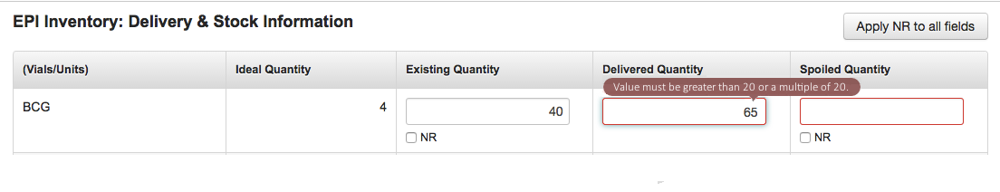 EPI Inventory: Delivery & Stock Information
Apply NR to all fields
(Vials/Units) Ideal Quantity Existing Quantity Delivered Quantity Spoiled Quantity
Value must be greater than 20 or a multiple of 20.
BCG 4 40 65
NR NR